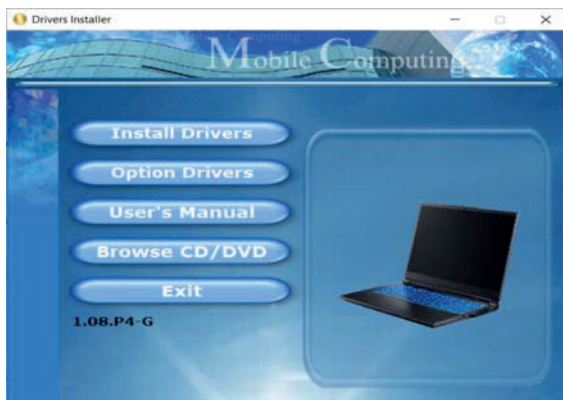 Drivers Installer
Mobile Computing
Install Drivers
Option Drivers
User's Manual
Browse CD/DVD
Exit
1.08.P4-G